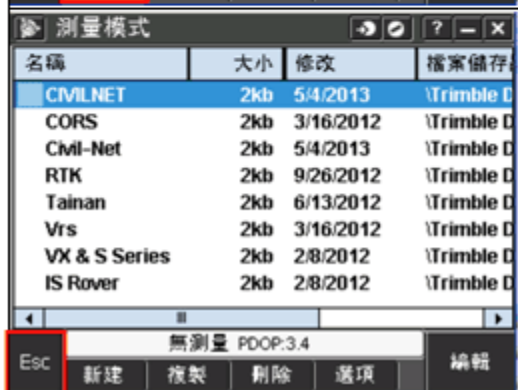 測量模式 ? – x
名稱 大小 修改 檔案儲存
CIVILNET 2kb 5/4/2013 \Trimble D
CORS 2kb 3/16/2012 \Trimble D
Civil-Net 2kb 5/4/2013 \Trimble D
RTK 2kb 9/26/2012 \Trimble D
Tainan 2kb 6/13/2012 \Trimble D
Vrs 2kb 3/16/2012 \Trimble D
VX & S Series 2kb 2/8/2012 \Trimble D
IS Rover 2kb 2/8/2012 \Trimble D
無測量 PDOP:3.4
Esc 新建 複製 刪除 選項 編輯